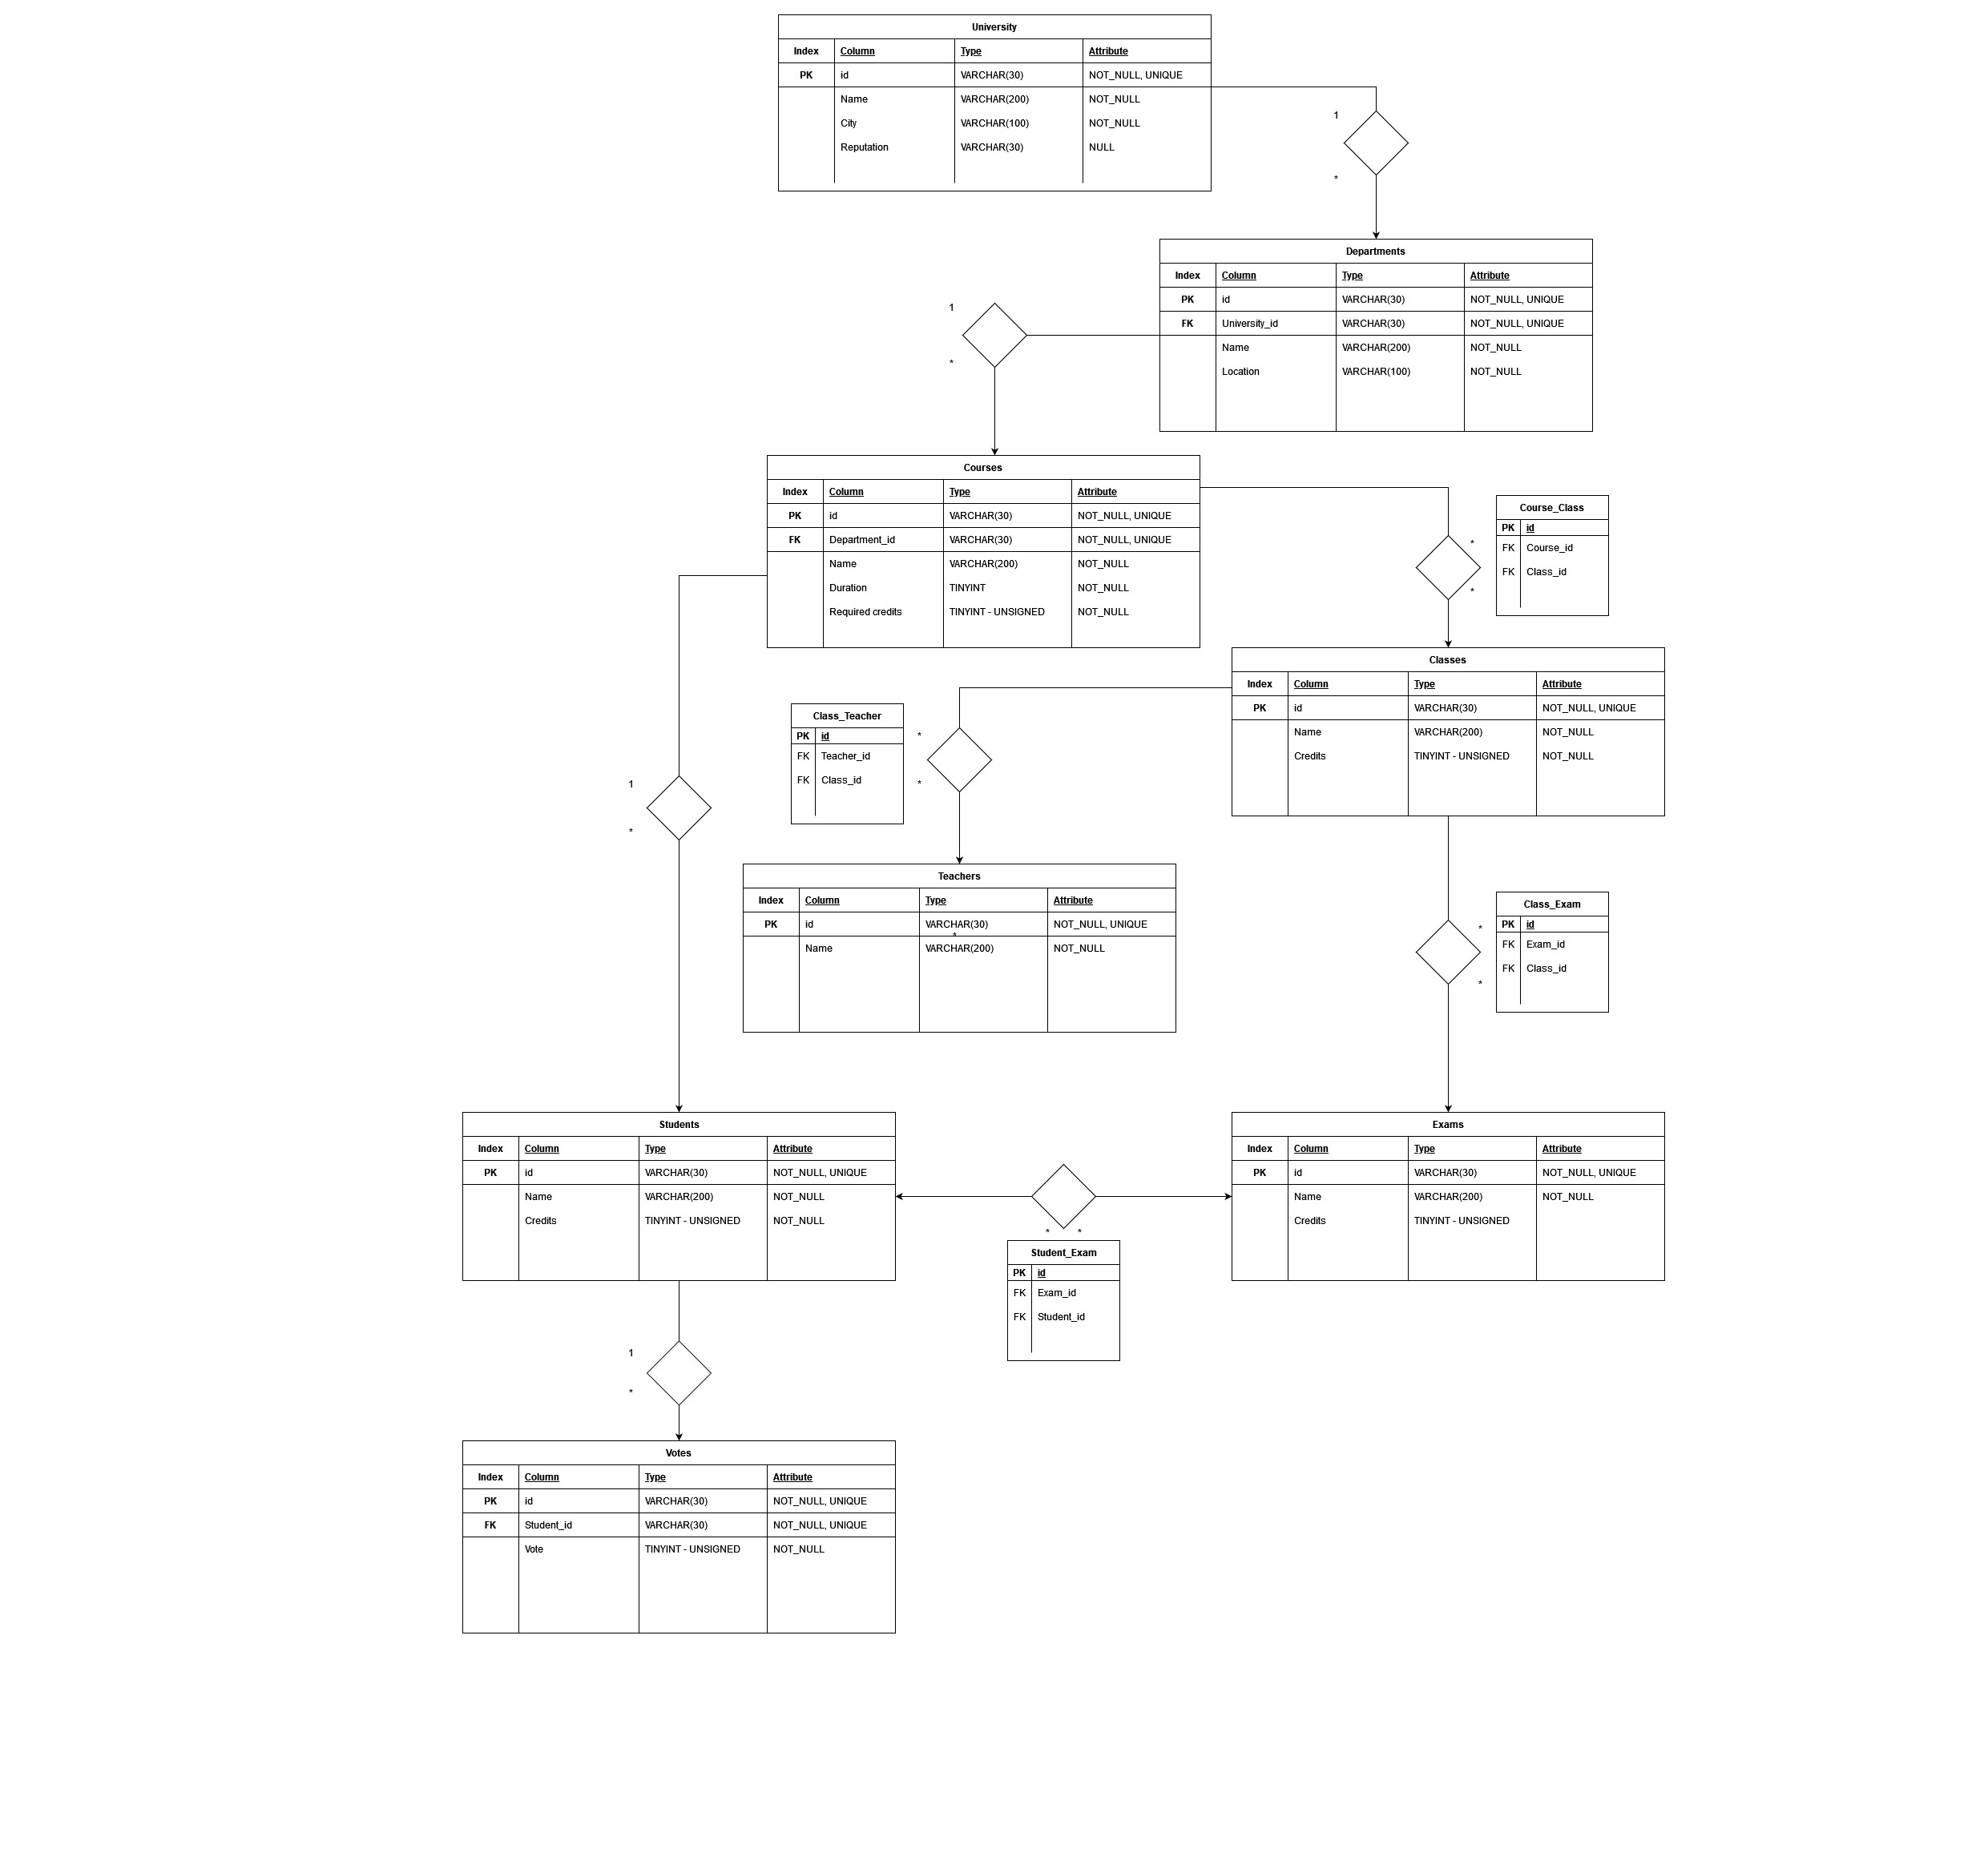 University
Index Column Type Attribute
PK id VARCHAR(30) NOT_NULL, UNIQUE
Name VARCHAR(200) NOT_NULL
City VARCHAR(100) NOT_NULL
Reputation VARCHAR(30) NULL
1
*
Departments
Index Column Type Attribute
PK id VARCHAR(30) NOT_NULL, UNIQUE
FK University_id VARCHAR(30) NOT_NULL, UNIQUE
Name VARCHAR(200) NOT_NULL
Location VARCHAR(100) NOT_NULL
1
*
Courses
Index Column Type Attribute
PK id VARCHAR(30) NOT_NULL, UNIQUE
FK Department_id VARCHAR(30) NOT_NULL, UNIQUE
Name VARCHAR(200) NOT_NULL
Duration TINYINT NOT_NULL
Required credits TINYINT - UNSIGNED NOT_NULL
*
*
Course_Class
PK id
FK Course_id
FK Class_id
Classes
Index Column Type Attribute
PK id VARCHAR(30) NOT_NULL, UNIQUE
Name VARCHAR(200) NOT_NULL
Credits TINYINT - UNSIGNED NOT_NULL
Class_Teacher
PK id
FK Teacher_id
FK Class_id
*
*
1
*
Teachers
Index Column Type Attribute
PK id VARCHAR(30) NOT_NULL, UNIQUE
*
Name VARCHAR(200) NOT_NULL
*
*
Class_Exam
PK id
FK Exam_id
FK Class_id
Students
Index Column Type Attribute
PK id VARCHAR(30) NOT_NULL, UNIQUE
Name VARCHAR(200) NOT_NULL
Credits TINYINT - UNSIGNED NOT_NULL
* *
Student_Exam
PK id
FK Exam_id
FK Student_id
Exams
Index Column Type Attribute
PK id VARCHAR(30) NOT_NULL, UNIQUE
Name VARCHAR(200) NOT_NULL
Credits TINYINT - UNSIGNED
1
*
Votes
Index Column Type Attribute
PK id VARCHAR(30) NOT_NULL, UNIQUE
FK Student_id VARCHAR(30) NOT_NULL, UNIQUE
Vote TINYINT - UNSIGNED NOT_NULL